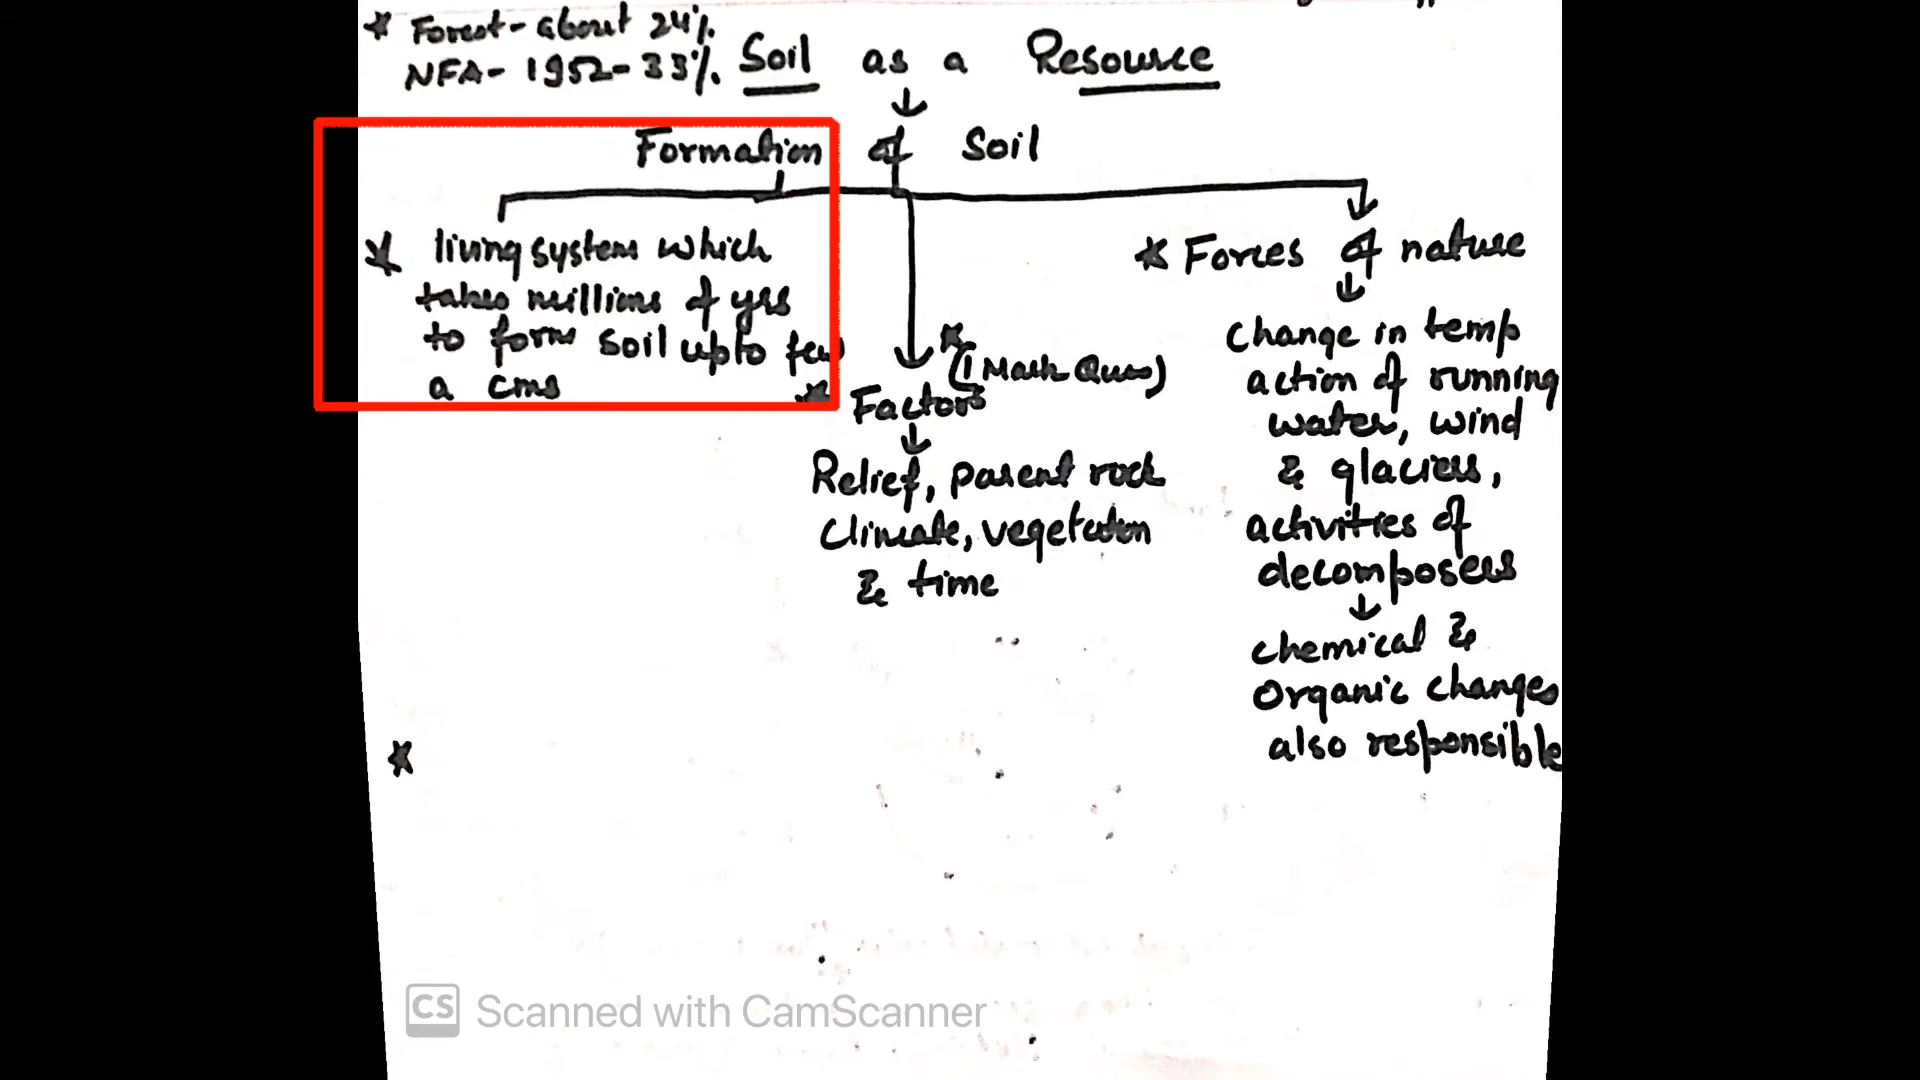 * Forest - about 24%.
NFA - 1952 - 33%.
Soil as a Resource
Formation of Soil
* living system which
takes millions of yrs
to form soil upto few
a cms
* (1 Mark Ques)
* Factors
Relief, parent rock
Climate, vegetation
& time
* Forces of nature
change in temp
action of running
water, wind
& glaciers,
activities of
decomposers
chemical &
Organic changes
also responsible
*
CS Scanned with CamScanner